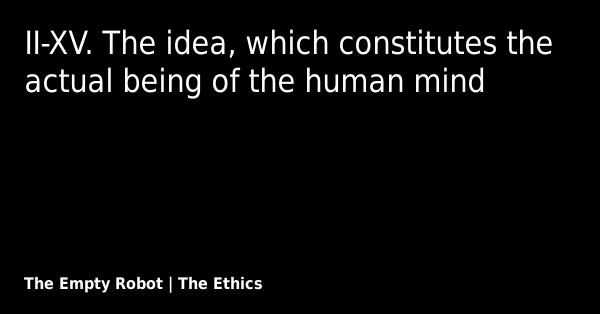 II-XV. The idea, which constitutes the
actual being of the human mind
The Empty Robot | The Ethics